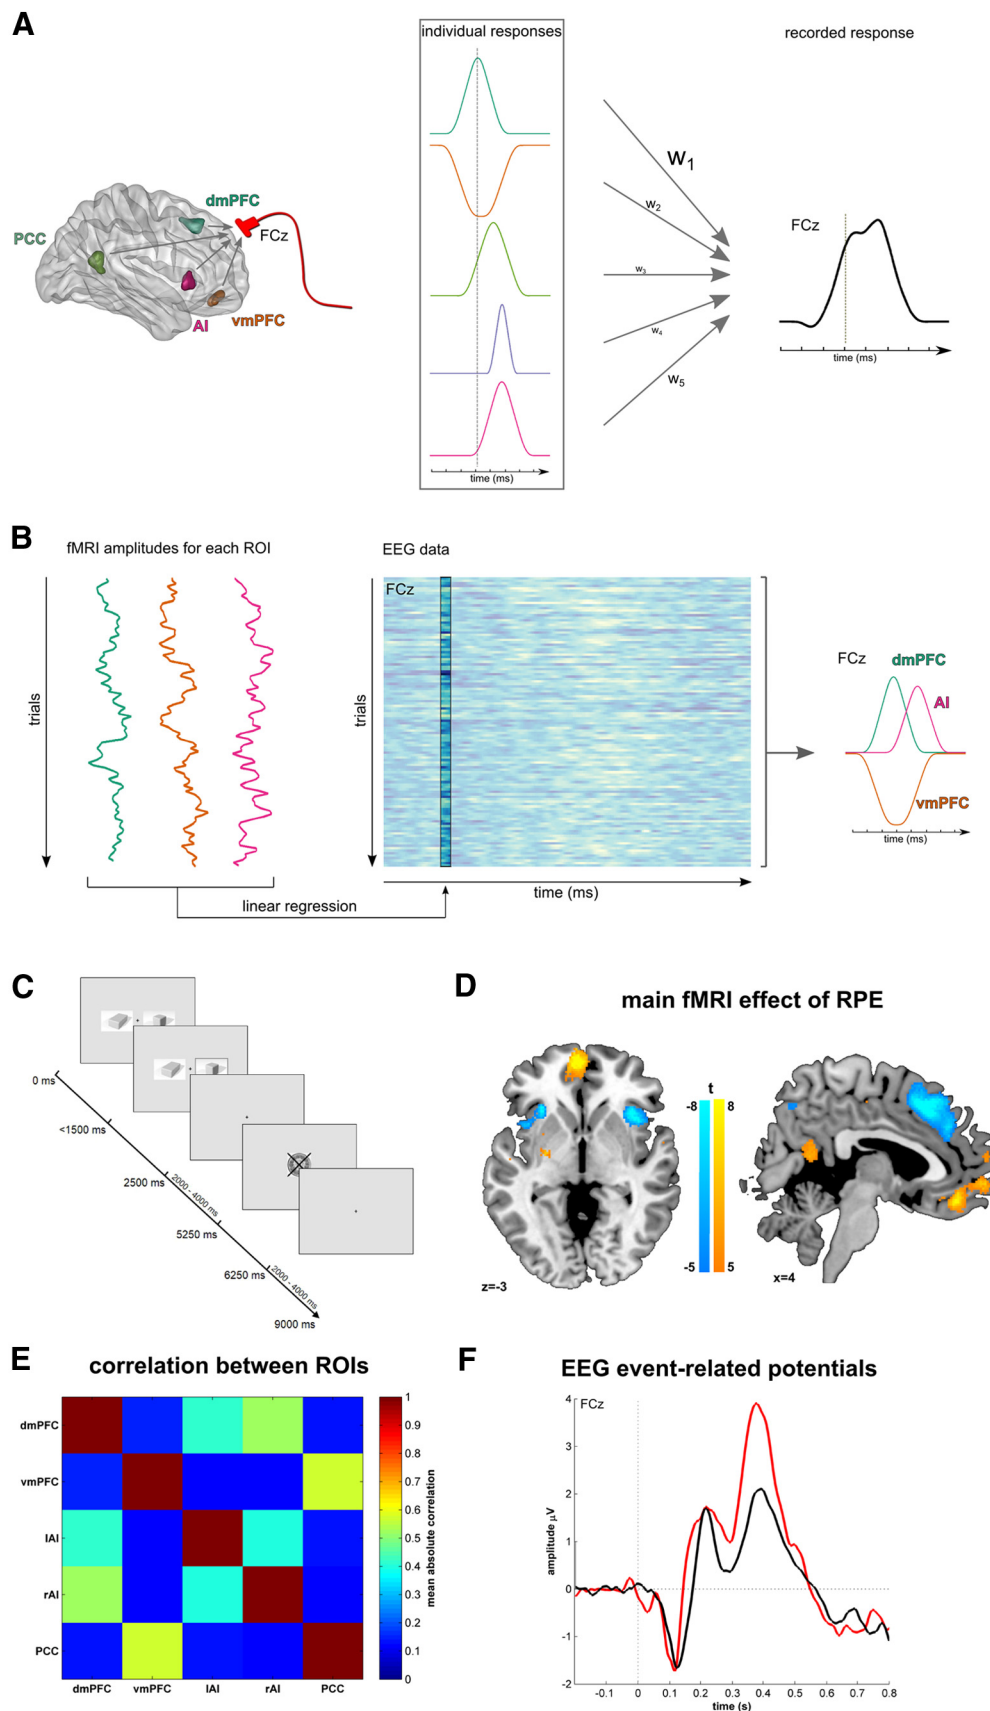 A
individual responses
recorded response
dmPFC
PCC
FCz
AI
vmPFC
w1
w2
w3
w4
w5
FCz
time (ms)
time (ms)
B
fMRI amplitudes for each ROI
EEG data
trials
trials
FCz
FCz
dmPFC
AI
vmPFC
time (ms)
time (ms)
linear regression
C
0 ms
<1500 ms
2500 ms
2000 - 4000 ms
5250 ms
6250 ms
2000 - 4000 ms
9000 ms
D
main fMRI effect of RPE
t
-8
8
-5
5
z=-3
x=4
E
correlation between ROIs
dmPFC
vmPFC
lAI
rAI
PCC
dmPFC
vmPFC
lAI
rAI
PCC
1
0.9
0.8
0.7
0.6
0.5
0.4
0.3
0.2
0.1
0
mean absolute correlation
F
EEG event-related potentials
FCz
4
3
2
1
0
-1
-2
amplitude µV
-0.1
0
0.1
0.2
0.3
0.4
0.5
0.6
0.7
0.8
time (s)